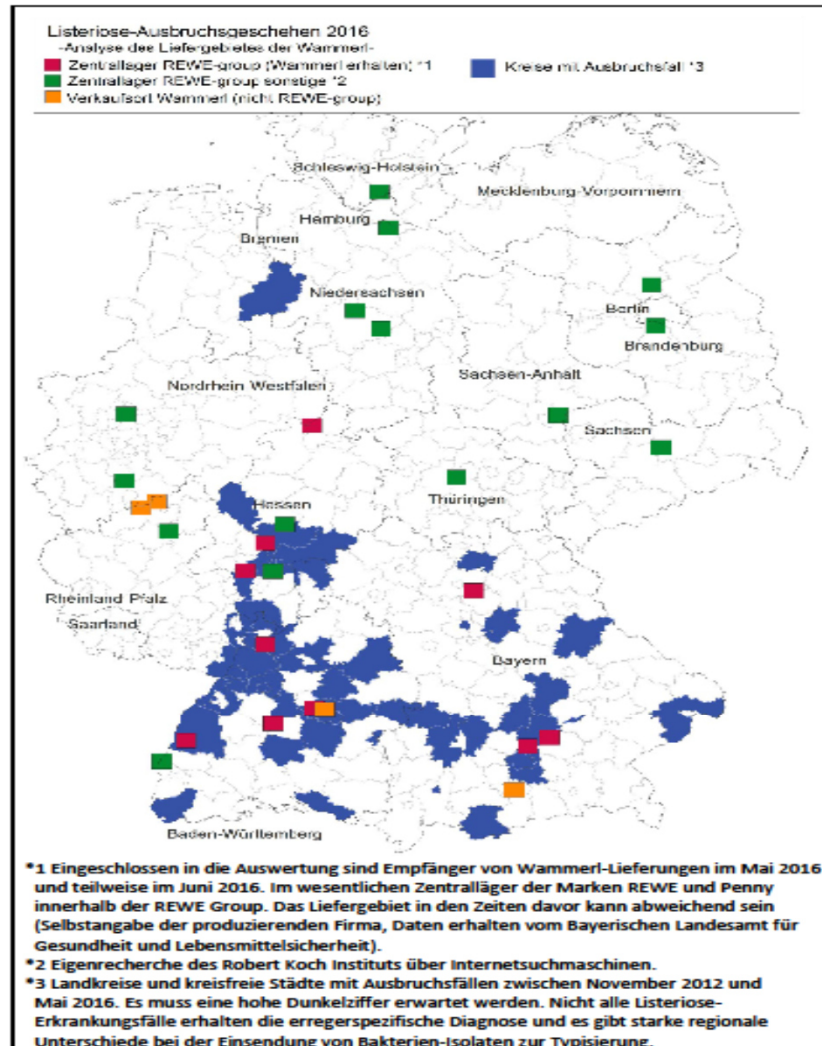 Listeriose-Ausbruchsgeschehen 2016
-Analyse des Liefergebietes der Wammerl-
Zentrallager REWE-group (Wammerl erhalten) *1
Zentrallager REWE-group sonstige *2
Verkaufsort Wammerl (nicht REWE-group)
Kreise mit Ausbruchsfall *3
Schleswig-Holstein
Mecklenburg-Vorpommern
Hamburg
Bremen
Niedersachsen
Berlin
Brandenburg
Nordrhein Westfalen
Sachsen-Anhalt
Sachsen
Hessen
Thüringen
Rheinland Pfalz
Saarland
Bayern
Baden-Württemberg
*1 Eingeschlossen in die Auswertung sind Empfänger von Wammerl-Lieferungen im Mai 2016
und teilweise im Juni 2016. Im wesentlichen Zentralläger der Marken REWE und Penny
innerhalb der REWE Group. Das Liefergebiet in den Zeiten davor kann abweichend sein
(Selbstangabe der produzierenden Firma, Daten erhalten vom Bayerischen Landesamt für
Gesundheit und Lebensmittelsicherheit).
*2 Eigenrecherche des Robert Koch Instituts über Internetsuchmaschinen.
*3 Landkreise und kreisfreie Städte mit Ausbruchsfällen zwischen November 2012 und
Mai 2016. Es muss eine hohe Dunkelziffer erwartet werden. Nicht alle Listeriose-
Erkrankungsfälle erhalten die erregerspezifische Diagnose und es gibt starke regionale
Unterschiede bei der Einsendung von Bakterien-Isolaten zur Typisierung.